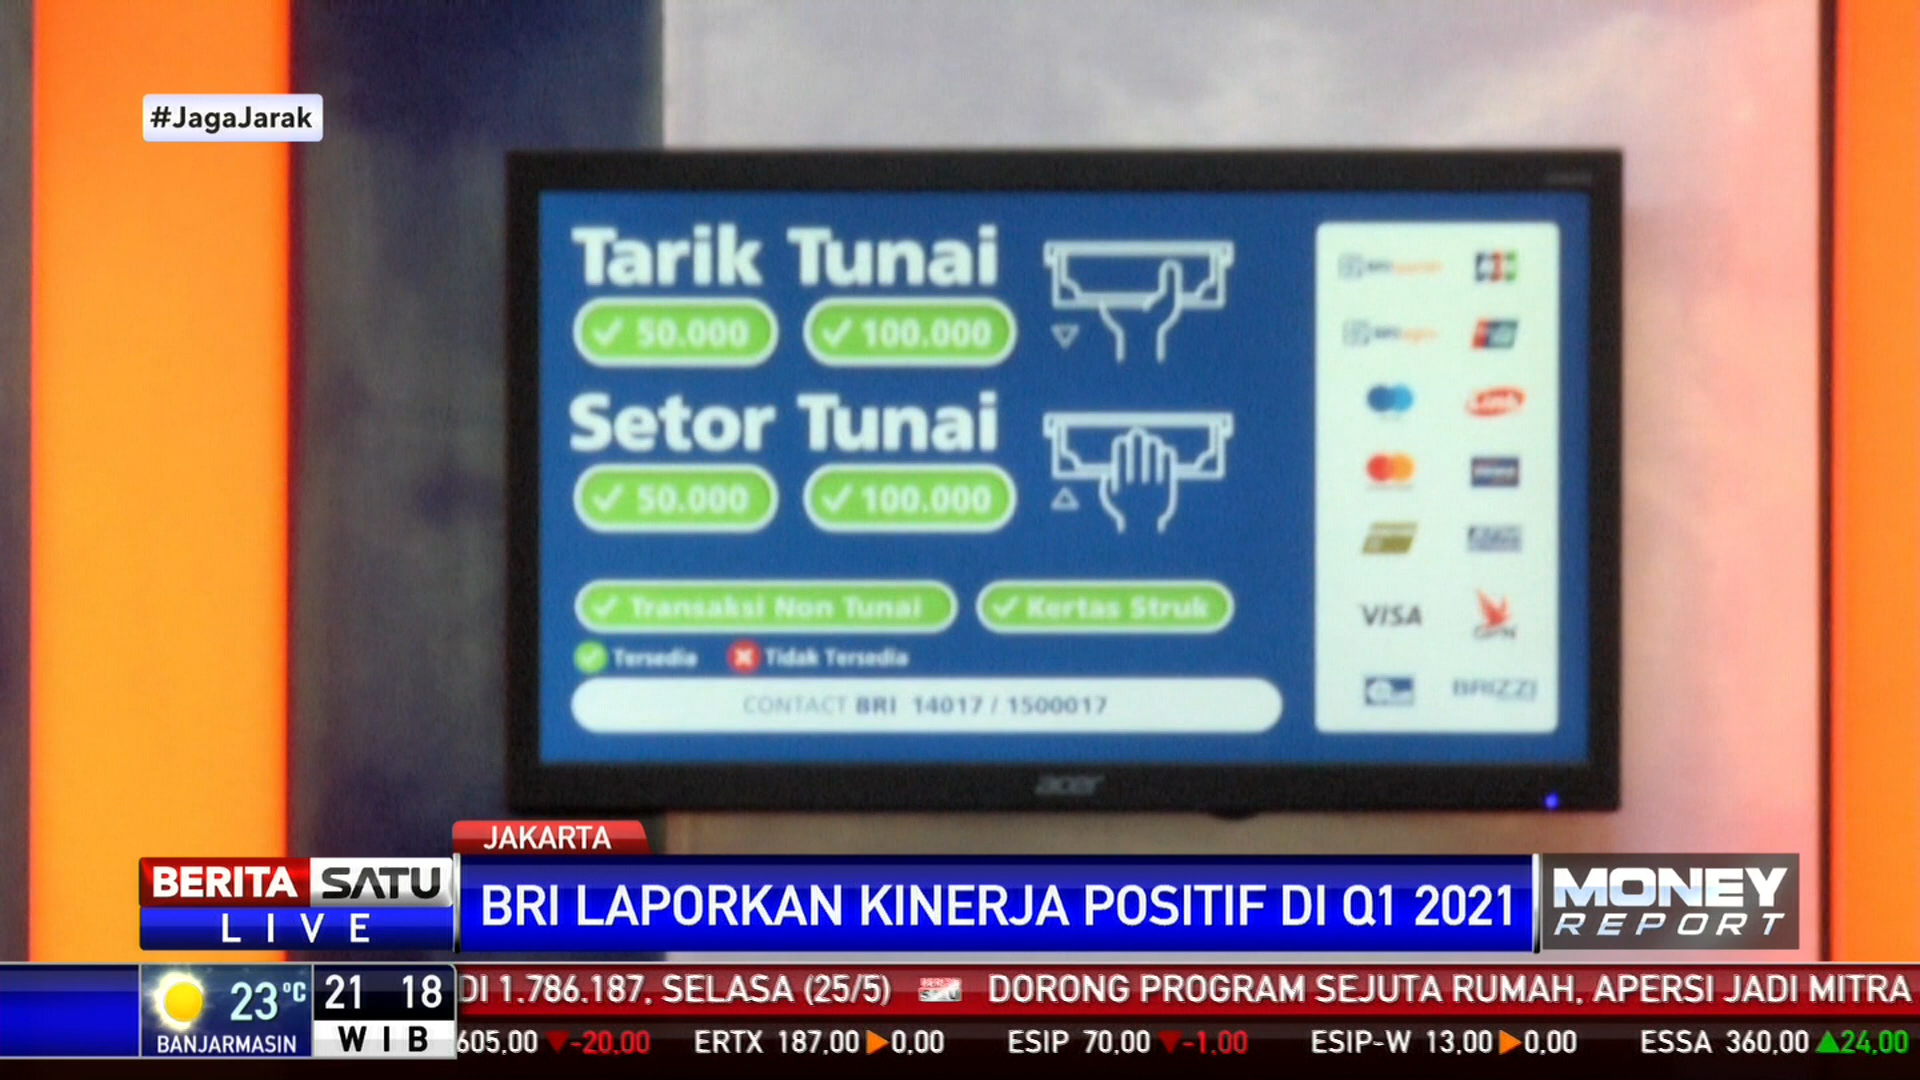 #JagaJarak
Tarik Tunai
50.000 100.000
Setor Tunai
50.000 100.000
Transaksi Non Tunai Kertas Struk
Tersedia Tidak Tersedia
CONTACT BRI 14017 / 1500017
JCB
Link
VISA
GPN
BRIZZI
acer
JAKARTA
BERITA SATU
LIVE
BRI LAPORKAN KINERJA POSITIF DI Q1 2021
MONEY
REPORT
23°C
BANJARMASIN
21 18
WIB
DI 1.786.187, SELASA (25/5) DORONG PROGRAM SEJUTA RUMAH, APERSI JADI MITRA
605,00 -20,00 ERTX 187,00 0,00 ESIP 70,00 -1,00 ESIP-W 13,00 0,00 ESSA 360,00 24,00